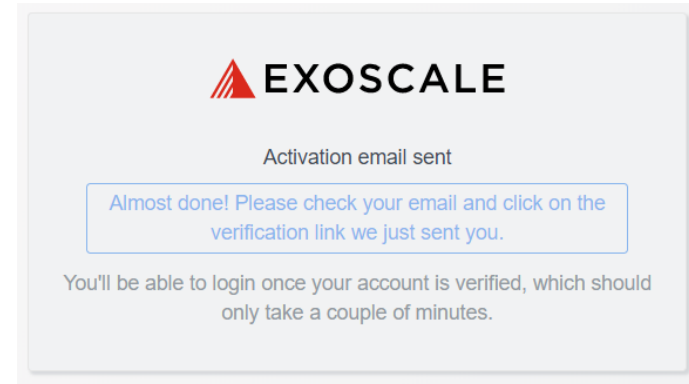 EXOSCALE
Activation email sent
Almost done! Please check your email and click on the
verification link we just sent you.
You'll be able to login once your account is verified, which should
only take a couple of minutes.